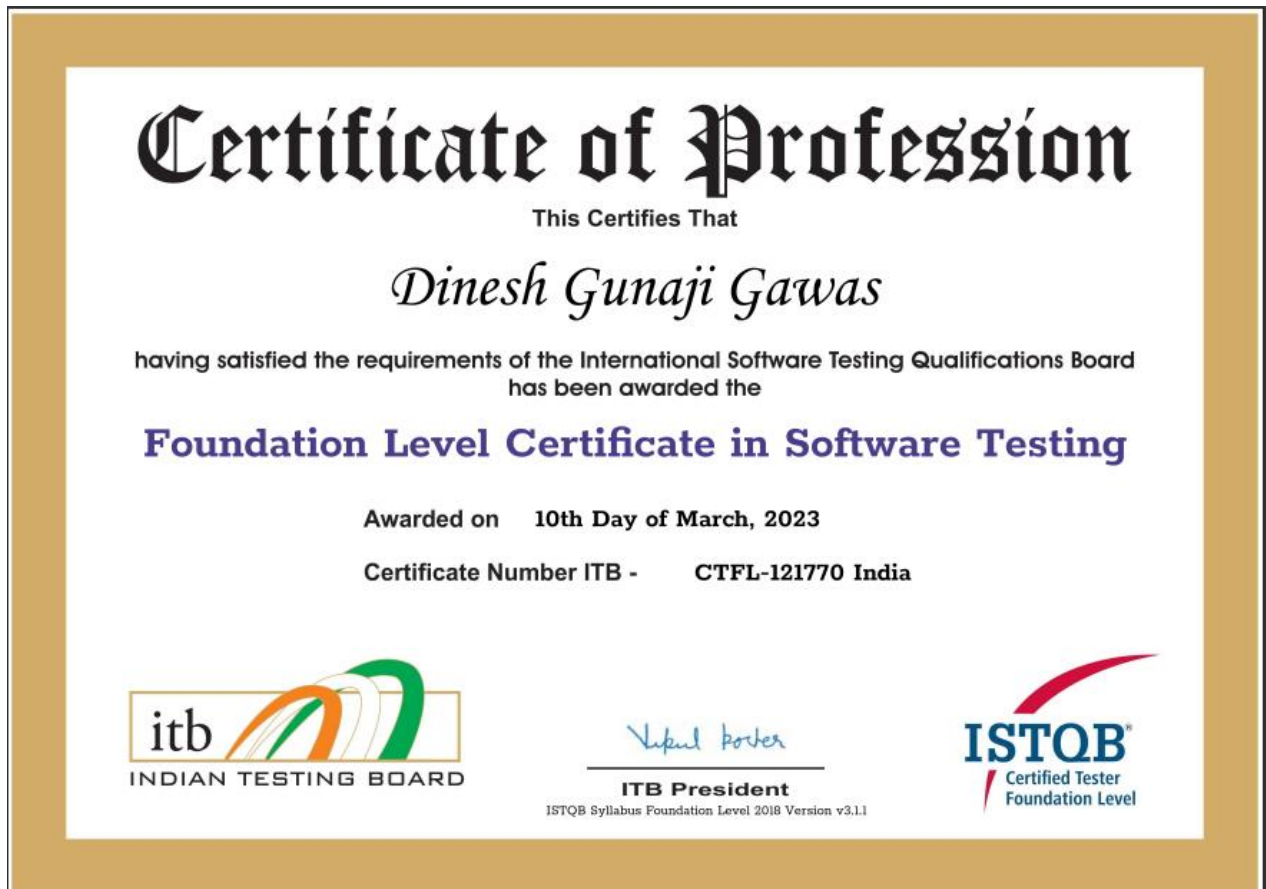 Certificate of Profession
This Certifies That
Dinesh Gunaji Gawas
having satisfied the requirements of the International Software Testing Qualifications Board
has been awarded the
Foundation Level Certificate in Software Testing
Awarded on 10th Day of March, 2023
Certificate Number ITB - CTFL-121770 India
itb
INDIAN TESTING BOARD
ITB President
ISTQB Syllabus Foundation Level 2018 Version v3.1.1
ISTQB®
Certified Tester
Foundation Level